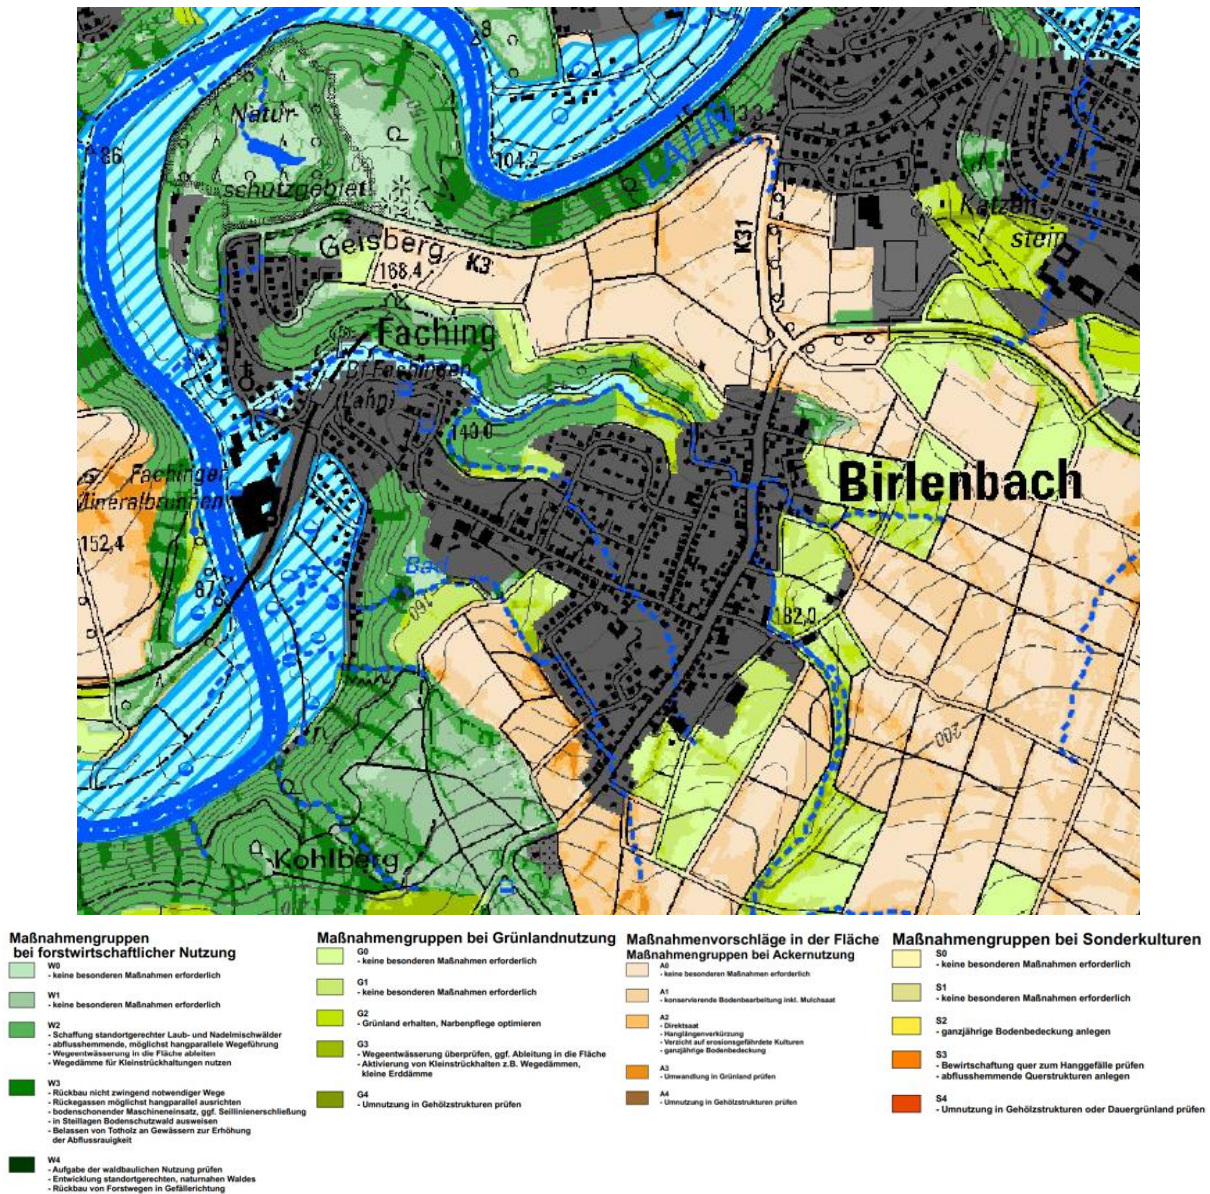 8
Natur-
LAHN
113,3
86
104,2
schutzgebiet
Katzen
stein
Geisberg
K3
K31
168,4
Faching
Bf Fachingen
(Lahn)
140,0
Fachinger
Mineralbrunnen
Birlenbach
152,4
Bad
87
160
182,0
200
Kohlberg
Maßnahmengruppen
bei forstwirtschaftlicher Nutzung
W0
- keine besonderen Maßnahmen erforderlich
W1
- keine besonderen Maßnahmen erforderlich
W2
- Schaffung standortgerechter Laub- und Nadelmischwälder
- abflusshemmende, möglichst hangparallele Wegeführung
- Wegeentwässerung in die Fläche ableiten
- Wegedämme für Kleinstrückhaltungen nutzen
W3
- Rückbau nicht zwingend notwendiger Wege
- Rückegassen möglichst hangparallel ausrichten
- bodenschonender Maschineneinsatz, ggf. Seillinienerschließung
- in Steillagen Bodenschutzwald ausweisen
- Belassen von Totholz an Gewässern zur Erhöhung
der Abflussrauigkeit
W4
- Aufgabe der waldbaulichen Nutzung prüfen
- Entwicklung standortgerechten, naturnahen Waldes
- Rückbau von Forstwegen in Gefällerichtung
Maßnahmengruppen bei Grünlandnutzung
G0
- keine besonderen Maßnahmen erforderlich
G1
- keine besonderen Maßnahmen erforderlich
G2
- Grünland erhalten, Narbenpflege optimieren
G3
- Wegeentwässerung überprüfen, ggf. Ableitung in die Fläche
- Aktivierung von Kleinstrückhalten z.B. Wegedämmen,
kleine Erddämme
G4
- Umnutzung in Gehölzstrukturen prüfen
Maßnahmenvorschläge in der Fläche
Maßnahmengruppen bei Ackernutzung
A0
- keine besonderen Maßnahmen erforderlich
A1
- konservierende Bodenbearbeitung inkl. Mulchsaat
A2
- Direktsaat
- Hanglängenverkürzung
- Verzicht auf erosionsgefährdete Kulturen
- ganzjährige Bodenbedeckung
A3
- Umwandlung in Grünland prüfen
A4
- Umnutzung in Gehölzstrukturen prüfen
Maßnahmengruppen bei Sonderkulturen
S0
- keine besonderen Maßnahmen erforderlich
S1
- keine besonderen Maßnahmen erforderlich
S2
- ganzjährige Bodenbedeckung anlegen
S3
- Bewirtschaftung quer zum Hanggefälle prüfen
- abflusshemmende Querstrukturen anlegen
S4
- Umnutzung in Gehölzstrukturen oder Dauergrünland prüfen